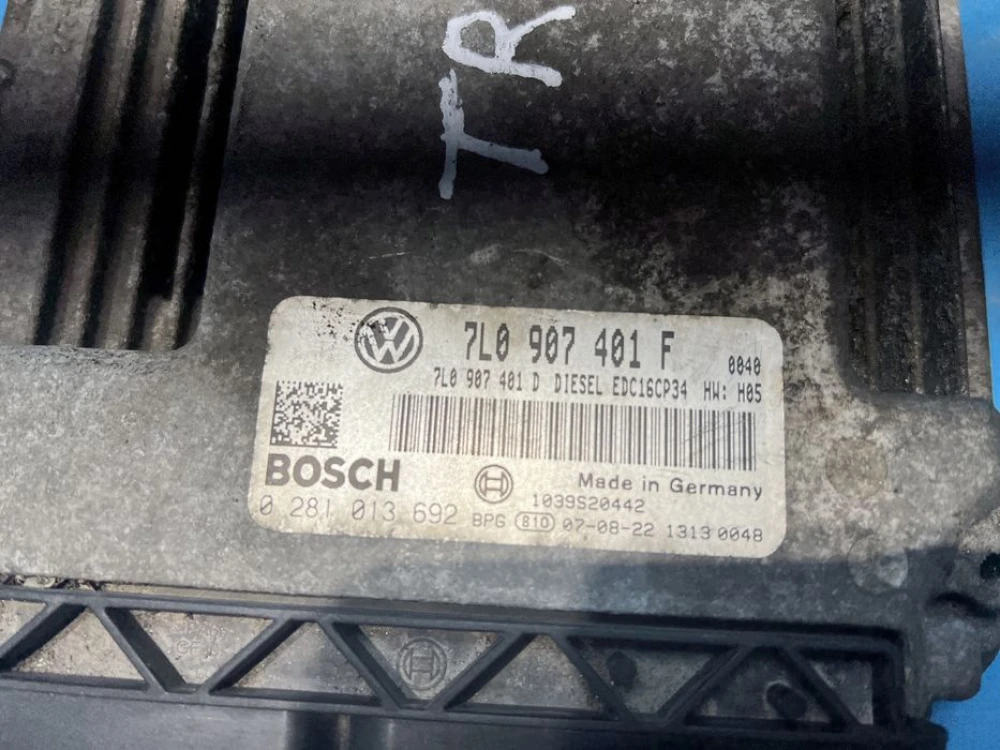 TR
7L0 907 401 F 0040
7L0 907 401 D DIESEL EDC16CP34 HW: H05
BOSCH
Made in Germany
1039S20442
0 281 013 692 BPG 810 07-08-22 1313 0048